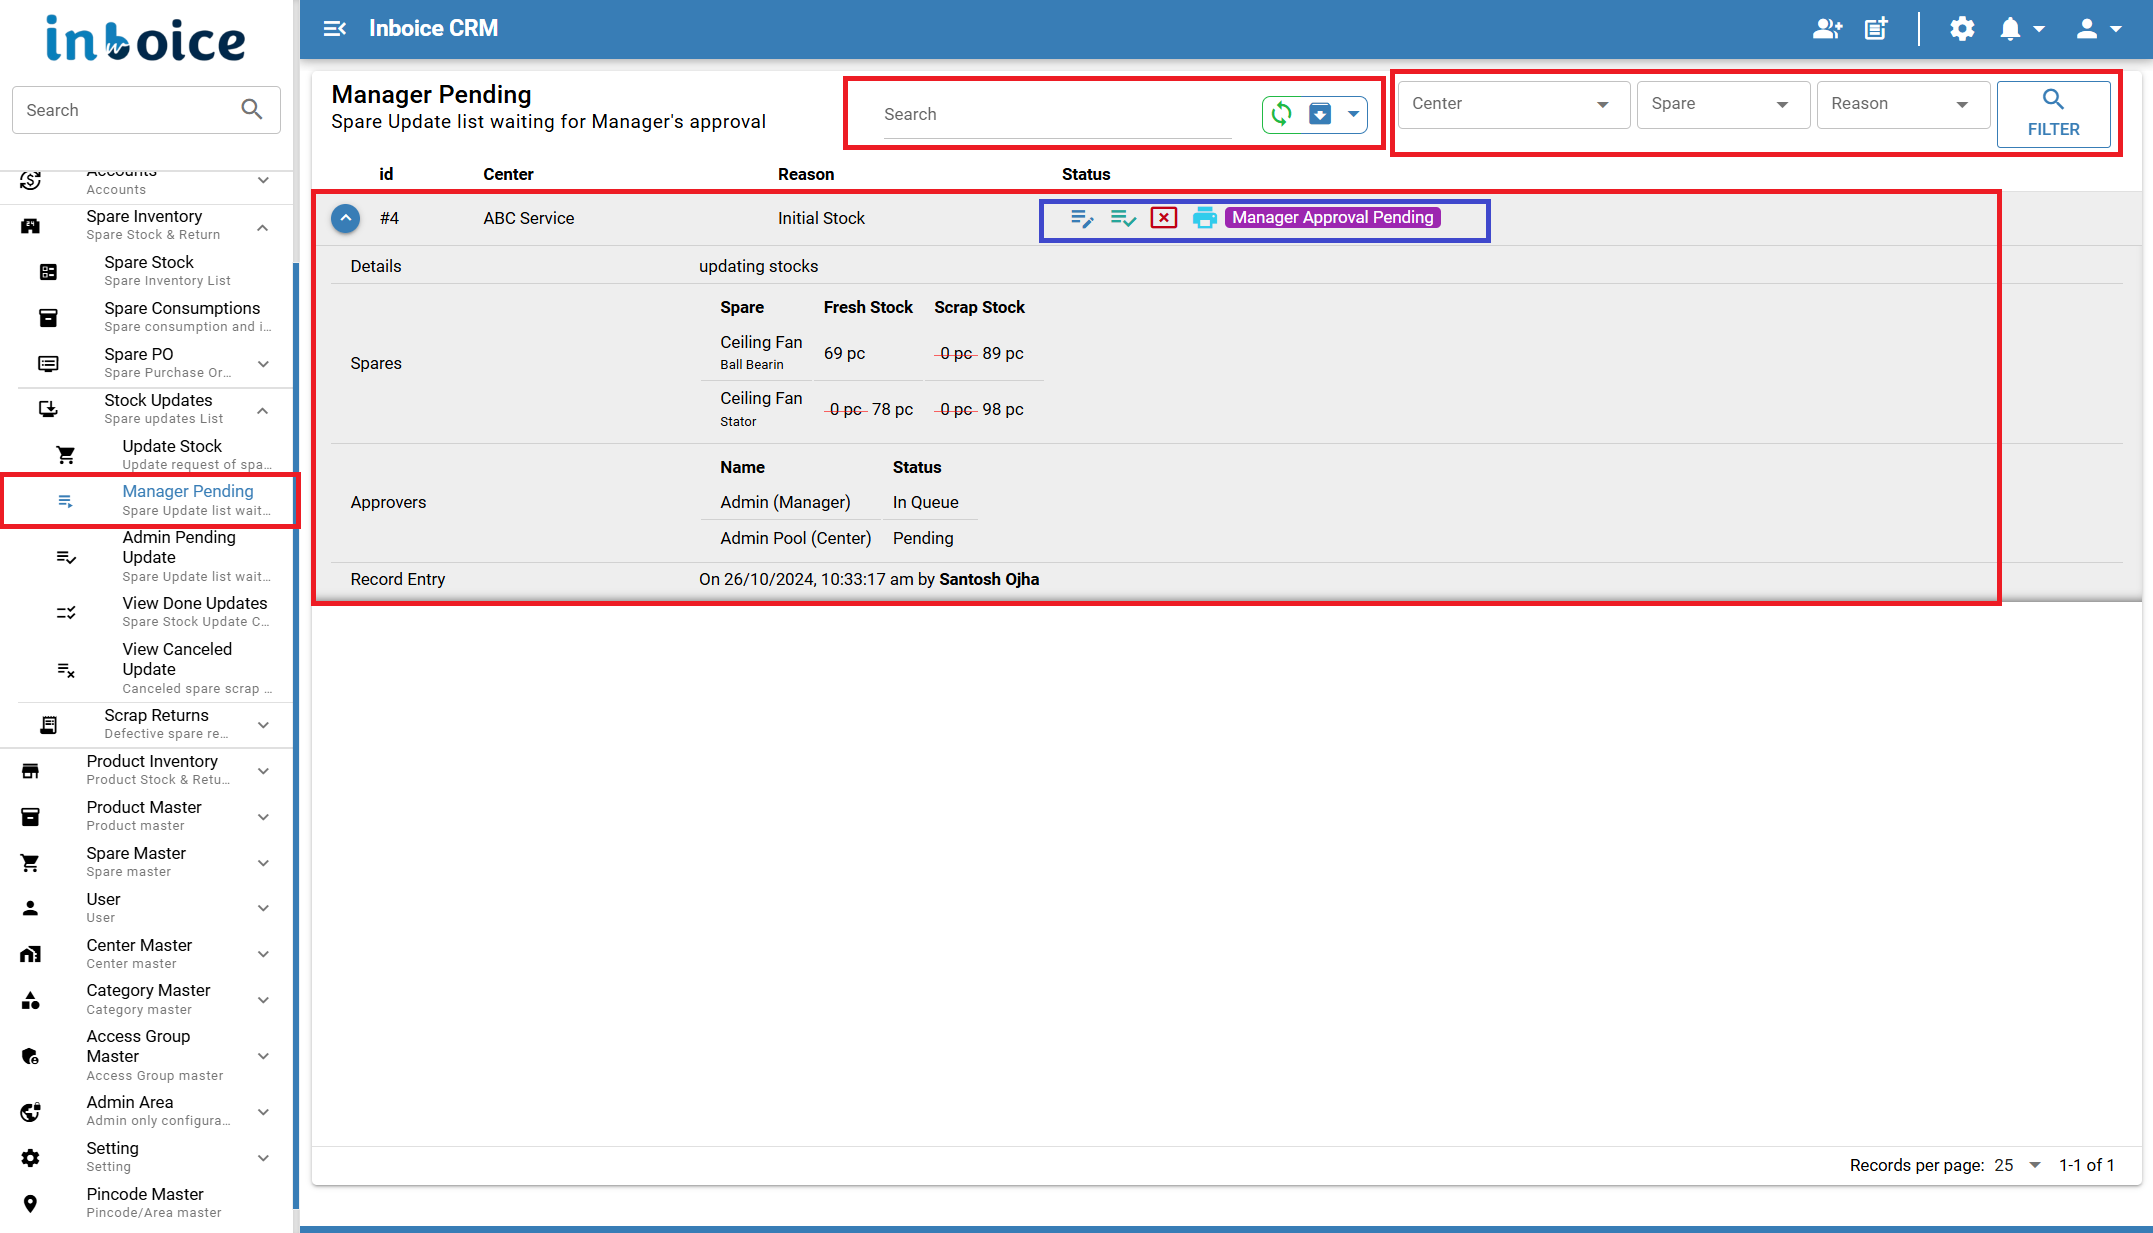 inboice
Search
Accounts
Accounts
Spare Inventory
Spare Stock & Return
Spare Stock
Spare Inventory List
Spare Consumptions
Spare consumption and i...
Spare PO
Spare Purchase Or...
Stock Updates
Spare updates List
Update Stock
Update request of spa...
Manager Pending
Spare Update list wait...
Admin Pending
Update
Spare Update list wait...
View Done Updates
Spare Stock Update C...
View Canceled
Update
Canceled spare scrap ...
Scrap Returns
Defective spare re...
Product Inventory
Product Stock & Retu...
Product Master
Product master
Spare Master
Spare master
User
User
Center Master
Center master
Category Master
Category master
Access Group
Master
Access Group master
Admin Area
Admin only configura...
Setting
Setting
Pincode Master
Pincode/Area master
Inboice CRM
Manager Pending
Spare Update list waiting for Manager's approval
Search
Center
Spare
Reason
FILTER
id Center Reason Status
#4 ABC Service Initial Stock Manager Approval Pending
Details updating stocks
Spares
Spare Fresh Stock Scrap Stock
Ceiling Fan
Ball Bearin
69 pc 0 pc 89 pc
Ceiling Fan
Stator
0 pc 78 pc 0 pc 98 pc
Approvers
Name Status
Admin (Manager) In Queue
Admin Pool (Center) Pending
Record Entry On 26/10/2024, 10:33:17 am by Santosh Ojha
Records per page: 25 1-1 of 1